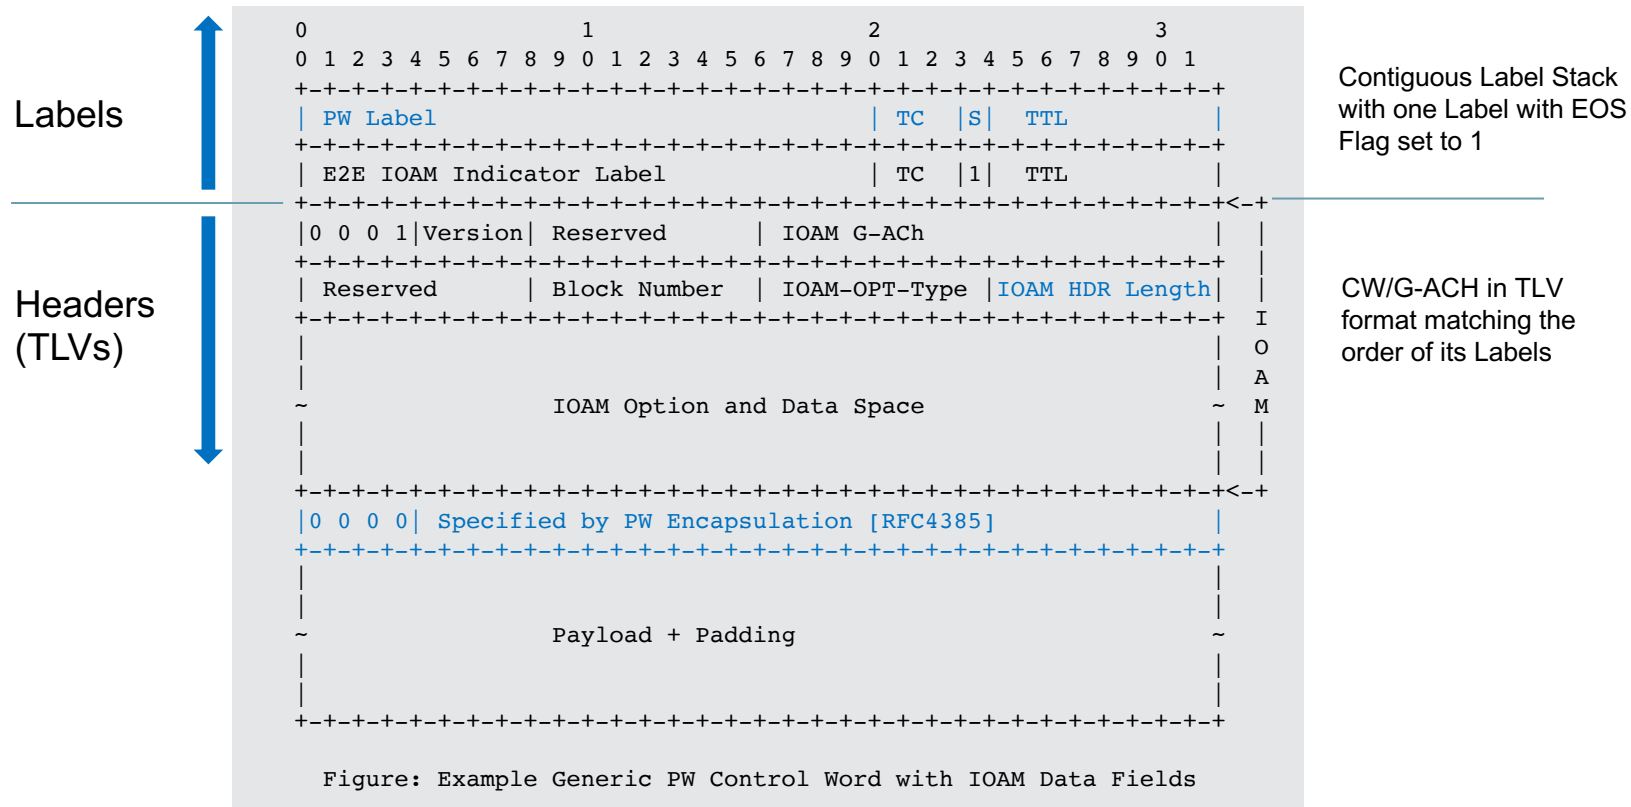 Labels
Headers
(TLVs)
0                   1                   2                   3
0 1 2 3 4 5 6 7 8 9 0 1 2 3 4 5 6 7 8 9 0 1 2 3 4 5 6 7 8 9 0 1
+-+-+-+-+-+-+-+-+-+-+-+-+-+-+-+-+-+-+-+-+-+-+-+-+-+-+-+-+-+-+-+-+
| PW Label                              | TC  |S|  TTL          |
+-+-+-+-+-+-+-+-+-+-+-+-+-+-+-+-+-+-+-+-+-+-+-+-+-+-+-+-+-+-+-+-+
| E2E IOAM Indicator Label              | TC  |1|  TTL          |
+-+-+-+-+-+-+-+-+-+-+-+-+-+-+-+-+-+-+-+-+-+-+-+-+-+-+-+-+-+-+-+-+<-+
|0 0 0 1|Version| Reserved      | IOAM G-ACh                    |  |
+-+-+-+-+-+-+-+-+-+-+-+-+-+-+-+-+-+-+-+-+-+-+-+-+-+-+-+-+-+-+-+-+  |
| Reserved      | Block Number  | IOAM-OPT-Type |IOAM HDR Length|  |
+-+-+-+-+-+-+-+-+-+-+-+-+-+-+-+-+-+-+-+-+-+-+-+-+-+-+-+-+-+-+-+-+  I
|                                                               |  O
|                                                               |  A
~                 IOAM Option and Data Space                    ~  M
|                                                               |  |
|                                                               |  |
+-+-+-+-+-+-+-+-+-+-+-+-+-+-+-+-+-+-+-+-+-+-+-+-+-+-+-+-+-+-+-+-+<-+
|0 0 0 0| Specified by PW Encapsulation [RFC4385]               |
+-+-+-+-+-+-+-+-+-+-+-+-+-+-+-+-+-+-+-+-+-+-+-+-+-+-+-+-+-+-+-+-+
|                                                               |
|                                                               |
~                 Payload + Padding                             ~
|                                                               |
|                                                               |
+-+-+-+-+-+-+-+-+-+-+-+-+-+-+-+-+-+-+-+-+-+-+-+-+-+-+-+-+-+-+-+-+
Figure: Example Generic PW Control Word with IOAM Data Fields
Contiguous Label Stack
with one Label with EOS
Flag set to 1
CW/G-ACH in TLV
format matching the
order of its Labels